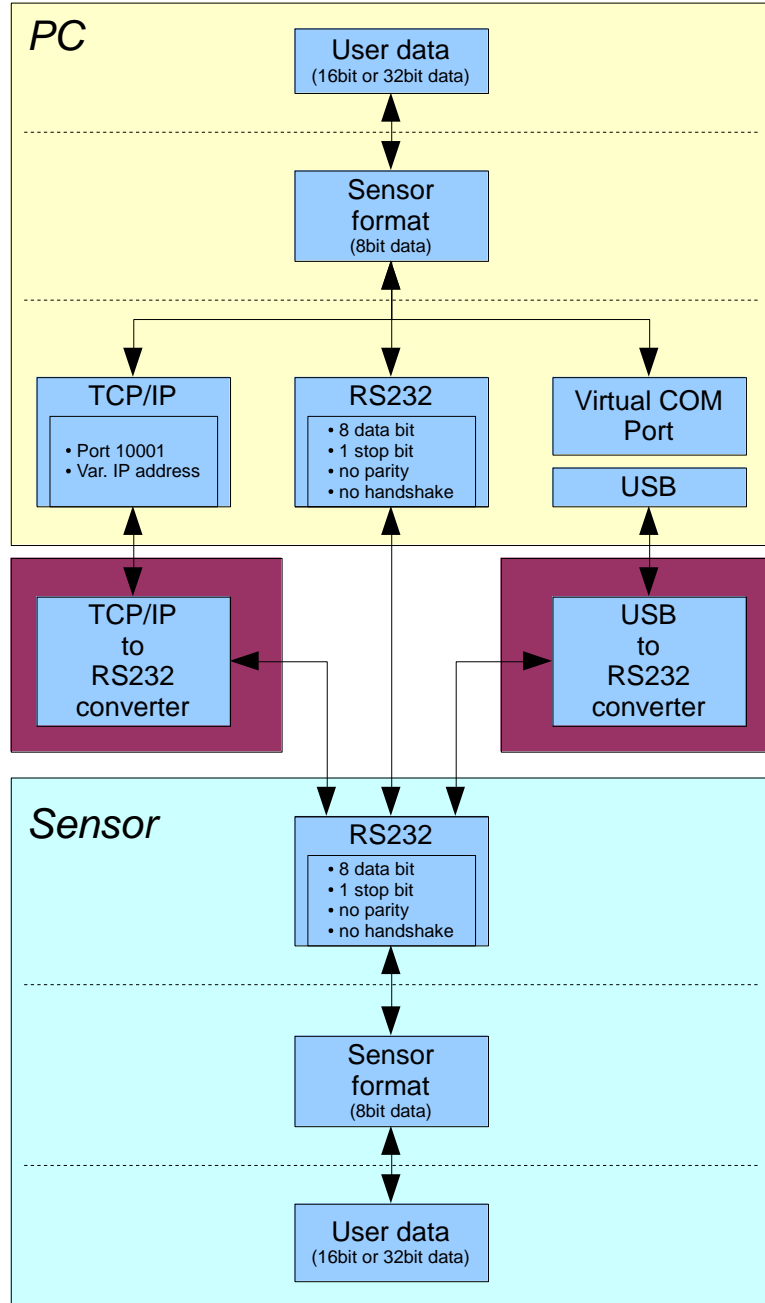 PC
User data
(16bit or 32bit data)
Sensor
format
(8bit data)
TCP/IP
• Port 10001
• Var. IP address
RS232
• 8 data bit
• 1 stop bit
• no parity
• no handshake
Virtual COM
Port
USB
TCP/IP
to
RS232
converter
USB
to
RS232
converter
Sensor
RS232
• 8 data bit
• 1 stop bit
• no parity
• no handshake
Sensor
format
(8bit data)
User data
(16bit or 32bit data)